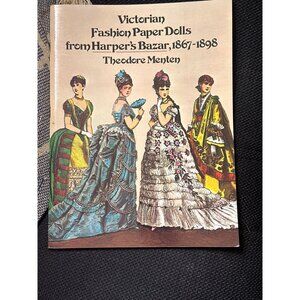 Victorian
Fashion Paper Dolls
from Harper's Bazar, 1867-1898
Theodore Menten